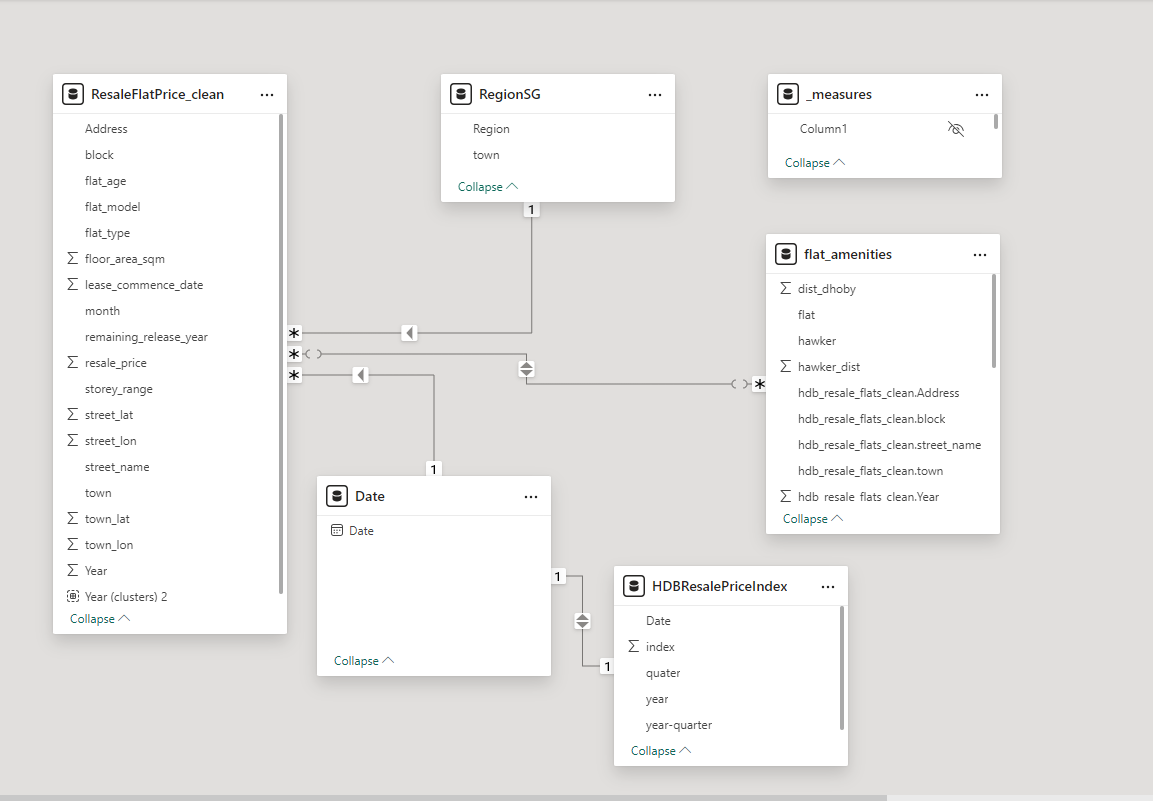 ResaleFlatPrice_clean
Address
block
flat_age
flat_model
flat_type
floor_area_sqm
lease_commence_date
month
remaining_release_year
resale_price
storey_range
street_lat
street_lon
street_name
town
town_lat
town_lon
Year
Year (clusters) 2
Collapse
RegionSG
Region
town
Collapse
1
_measures
Column1
Collapse
flat_amenities
dist_dhoby
flat
hawker
hawker_dist
hdb_resale_flats_clean.Address
hdb_resale_flats_clean.block
hdb_resale_flats_clean.street_name
hdb_resale_flats_clean.town
hdb_resale_flats_clean.Year
Collapse
*
*
*
*
1
Date
Date
Collapse
1
1
HDBResalePriceIndex
Date
index
quater
year
year-quarter
Collapse